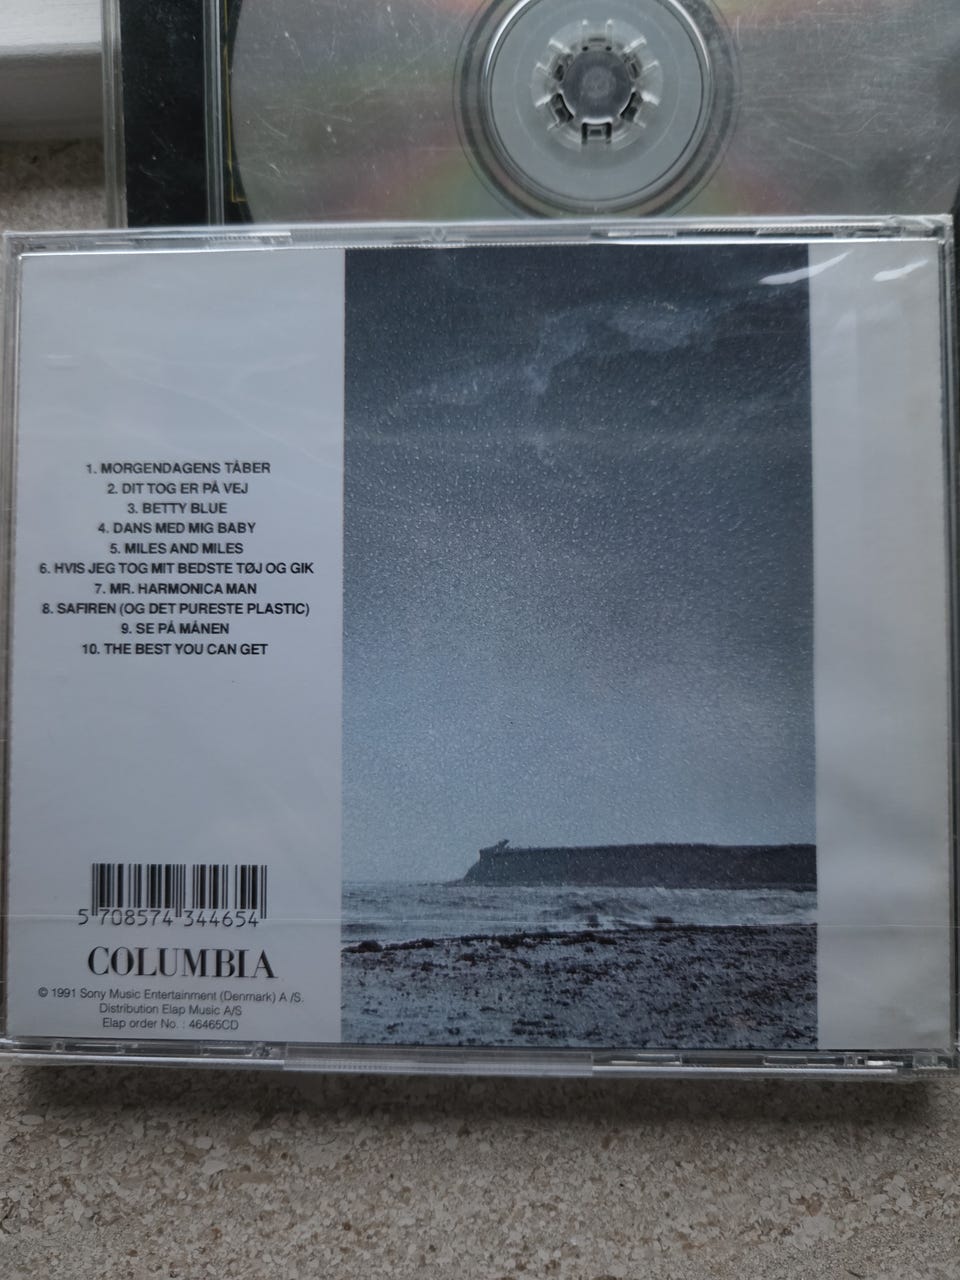 1. MORGENDAGENS TÅBER
2. DIT TOG ER PÅ VEJ
3. BETTY BLUE
4. DANS MED MIG BABY
5. MILES AND MILES
6. HVIS JEG TOG MIT BEDSTE TØJ OG GIK
7. MR. HARMONICA MAN
8. SAFIREN (OG DET PURESTE PLASTIC)
9. SE PÅ MÅNEN
10. THE BEST YOU CAN GET
5 708574 344654
COLUMBIA
© 1991 Sony Music Entertainment (Denmark) A /S.
Distribution Elap Music A/S
Elap order No. : 46465CD